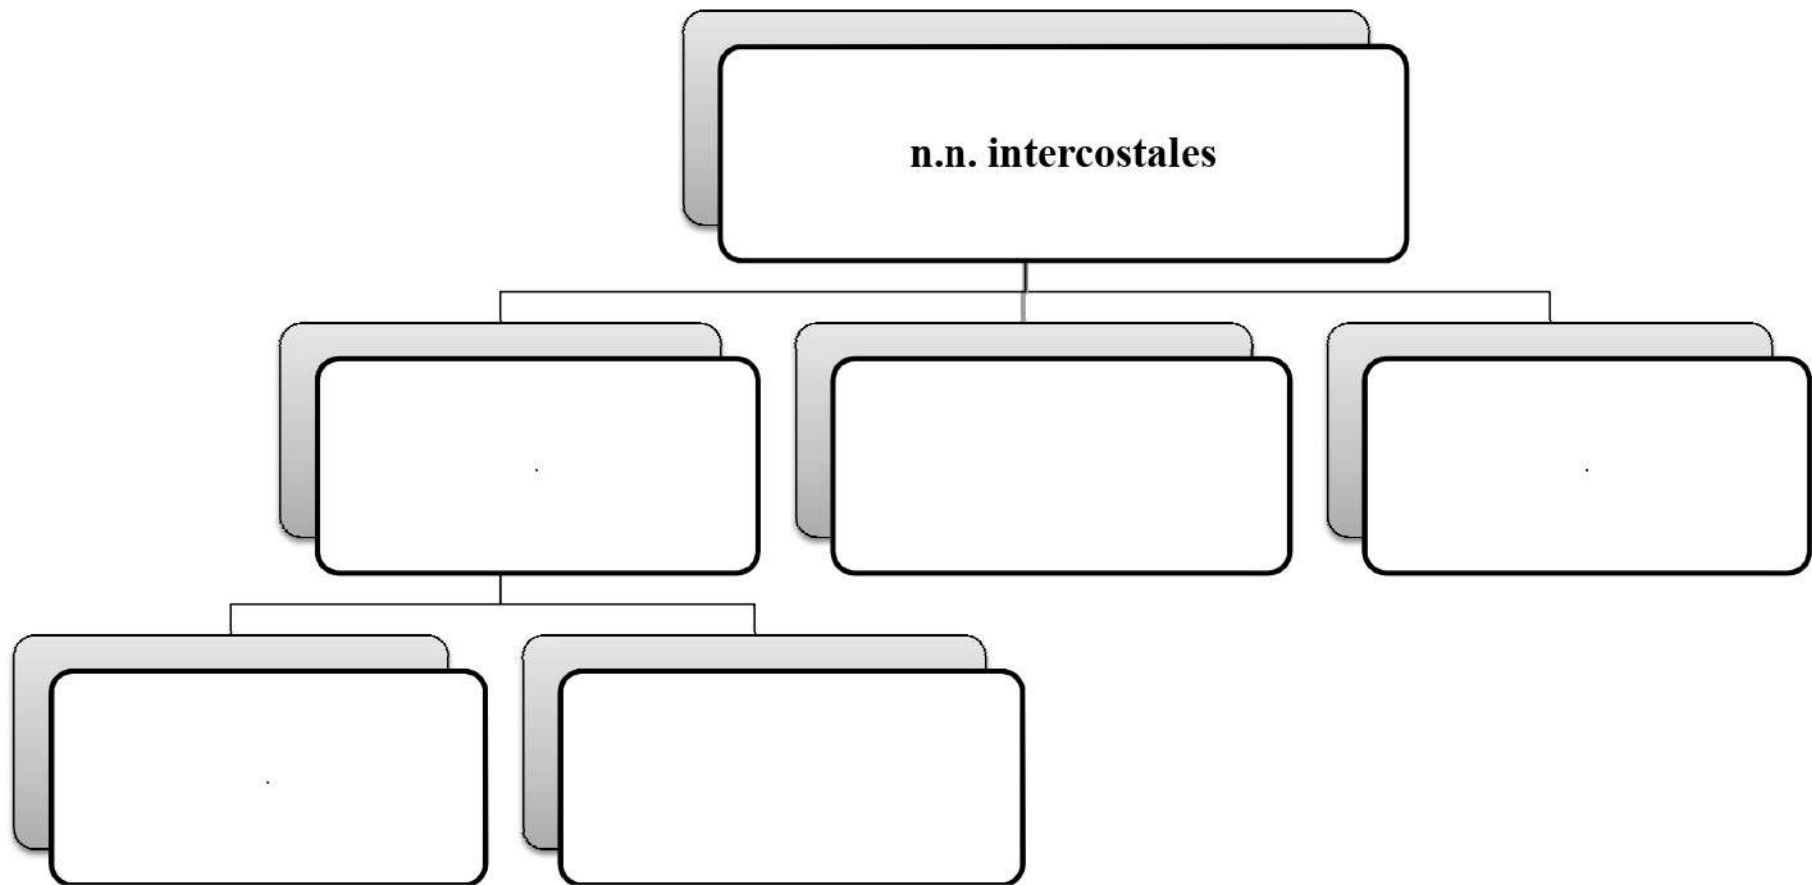 n.n. intercostales
.
.
.